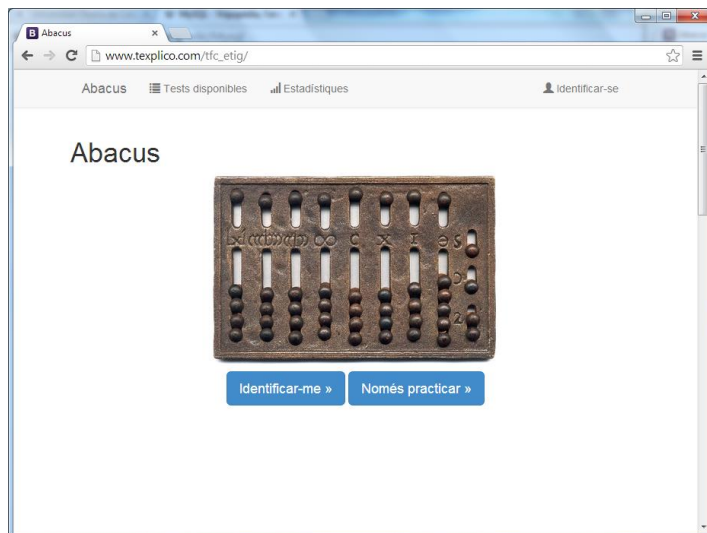 Abacus
www.texplico.com/tfc_etig/
Abacus Tests disponibles Estadístiques Identificar-se
Abacus
Identificar-me » Només practicar »